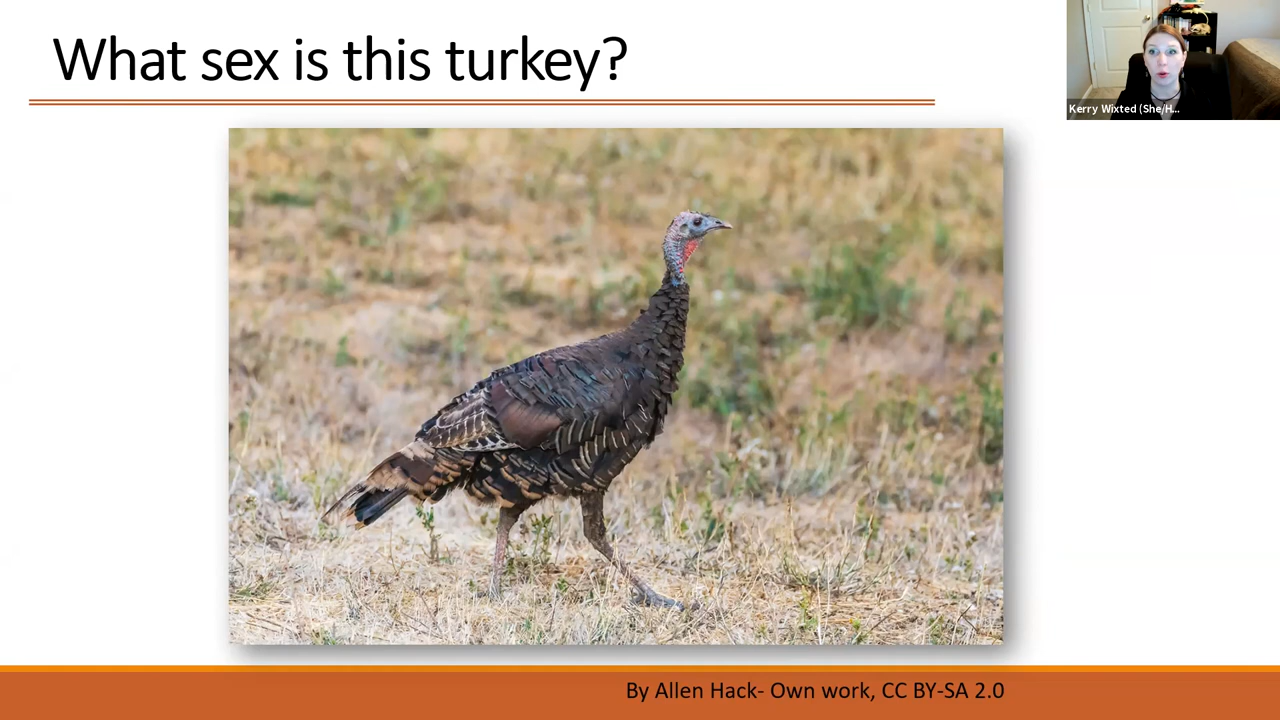 What sex is this turkey?
Kerry Wixted (She/H...
By Allen Hack- Own work, CC BY-SA 2.0